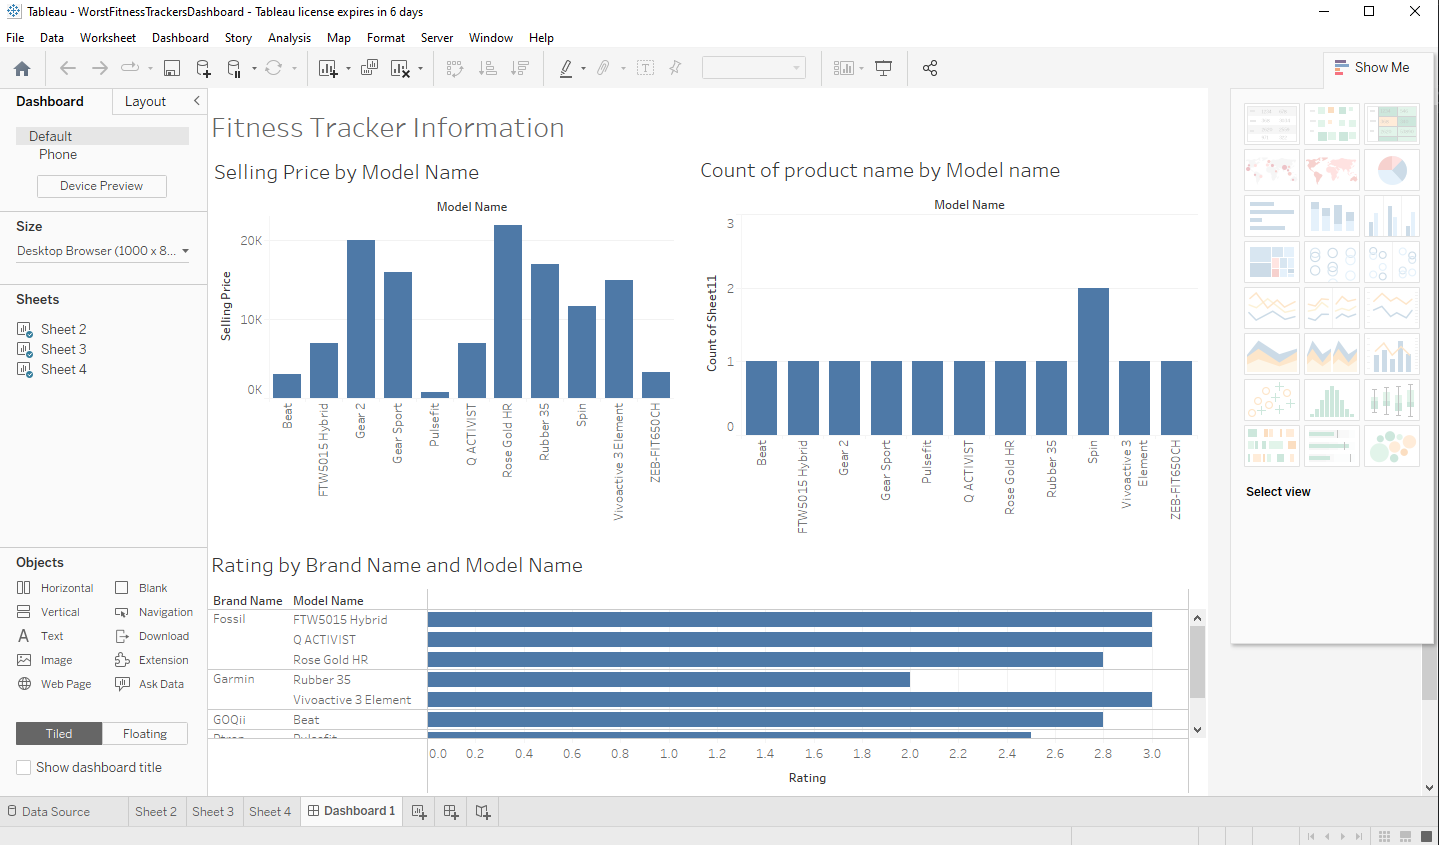 Tableau - WorstFitnessTrackersDashboard - Tableau license expires in 6 days
File Data Worksheet Dashboard Story Analysis Map Format Server Window Help
Show Me
Dashboard Layout
Default
Phone
Device Preview
Size
Desktop Browser (1000 x 8...
Sheets
Sheet 2
Sheet 3
Sheet 4
Objects
Horizontal Blank
Vertical Navigation
Text Download
Image Extension
Web Page Ask Data
Tiled Floating
Show dashboard title
Fitness Tracker Information
Selling Price by Model Name
Model Name
Selling Price
20K
10K
0K
Beat
FTW5015 Hybrid
Gear 2
Gear Sport
Pulsefit
Q ACTIVIST
Rose Gold HR
Rubber 35
Spin
Vivoactive 3 Element
ZEB-FIT650CH
Count of product name by Model name
Model Name
Count of Sheet11
3
2
1
0
Beat
FTW5015 Hybrid
Gear 2
Gear Sport
Pulsefit
Q ACTIVIST
Rose Gold HR
Rubber 35
Spin
Vivoactive 3
Element
ZEB-FIT650CH
Rating by Brand Name and Model Name
Brand Name Model Name
Fossil FTW5015 Hybrid
Q ACTIVIST
Rose Gold HR
Garmin Rubber 35
Vivoactive 3 Element
GOQii Beat
Ptron Pulsefit
0.0 0.2 0.4 0.6 0.8 1.0 1.2 1.4 1.6 1.8 2.0 2.2 2.4 2.6 2.8 3.0
Rating
Select view
Data Source Sheet 2 Sheet 3 Sheet 4 Dashboard 1